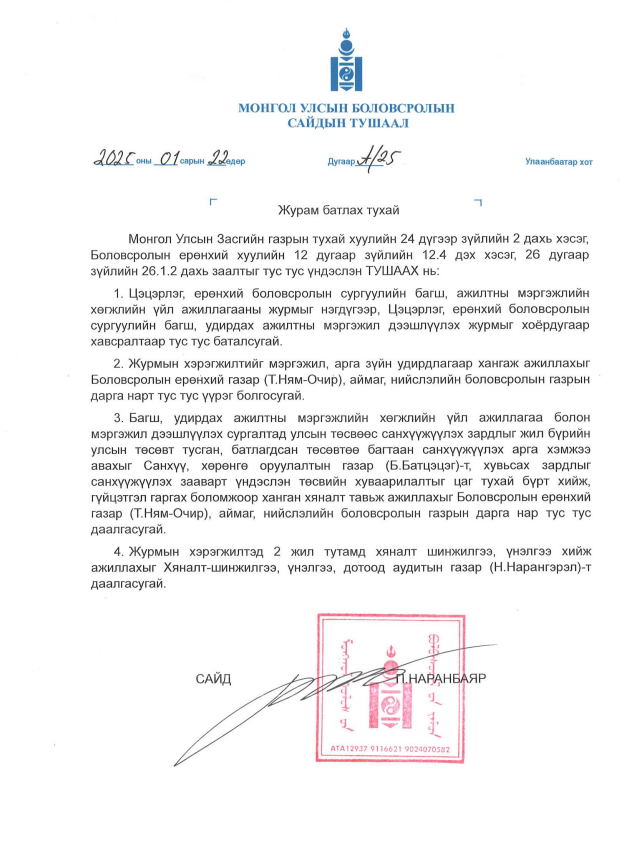 МОНГОЛ УЛСЫН БОЛОВСРОЛЫН
САЙДЫН ТУШААЛ
2025 оны 01 сарын 22 өдөр Дугаар А/25 Улаанбаатар хот
Журам батлах тухай
Монгол Улсын Засгийн газрын тухай хуулийн 24 дүгээр зүйлийн 2 дахь хэсэг,
Боловсролын ерөнхий хуулийн 12 дугаар зүйлийн 12.4 дэх хэсэг, 26 дугаар
зүйлийн 26.1.2 дахь заалтыг тус тус үндэслэн ТУШААХ нь:
1. Цэцэрлэг, ерөнхий боловсролын сургуулийн багш, ажилтны мэргэжлийн
хөгжлийн үйл ажиллагааны журмыг нэгдүгээр, Цэцэрлэг, ерөнхий боловсролын
сургуулийн багш, удирдах ажилтны мэргэжил дээшлүүлэх журмыг хоёрдугаар
хавсралтаар тус тус баталсугай.
2. Журмын хэрэгжилтийг мэргэжил, арга зүйн удирдлагаар хангаж ажиллахыг
Боловсролын ерөнхий газар (Т.Ням-Очир), аймаг, нийслэлийн боловсролын газрын
дарга нарт тус тус үүрэг болгосугай.
3. Багш, удирдах ажилтны мэргэжлийн хөгжлийн үйл ажиллагаа болон
мэргэжил дээшлүүлэх сургалтад улсын төсвөөс санхүүжүүлэх зардлыг жил бүрийн
улсын төсөвт тусган, батлагдсан төсөвтөө багтаан санхүүжүүлэх арга хэмжээ
авахыг Санхүү, хөрөнгө оруулалтын газар (Б.Батцэцэг)-т, хувьсах зардлыг
санхүүжүүлэх зааварт үндэслэн төсвийн хуваарилалтыг цаг тухай бүрт хийж,
гүйцэтгэл гаргах боломжоор ханган хяналт тавьж ажиллахыг Боловсролын ерөнхий
газар (Т.Ням-Очир), аймаг, нийслэлийн боловсролын газрын дарга нар тус тус
даалгасугай.
4. Журмын хэрэгжилтэд 2 жил тутамд хяналт шинжилгээ, үнэлгээ хийж
ажиллахыг Хяналт-шинжилгээ, үнэлгээ, дотоод аудитын газар (Н.Нарангэрэл)-т
даалгасугай.
САЙД П.НАРАНБАЯР
АТА12937 9116621 9024070582